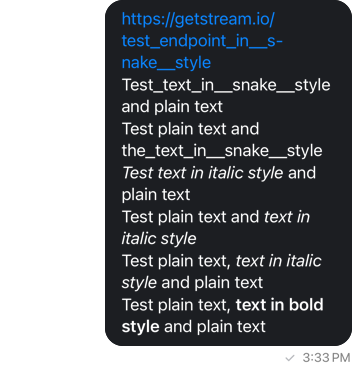 https://getstream.io/
test_endpoint_in__s-
nake__style
Test_text_in__snake__style
and plain text
Test plain text and
the_text_in__snake__style
Test text in italic style and
plain text
Test plain text and text in
italic style
Test plain text, text in italic
style and plain text
Test plain text, text in bold
style and plain text
3:33 PM